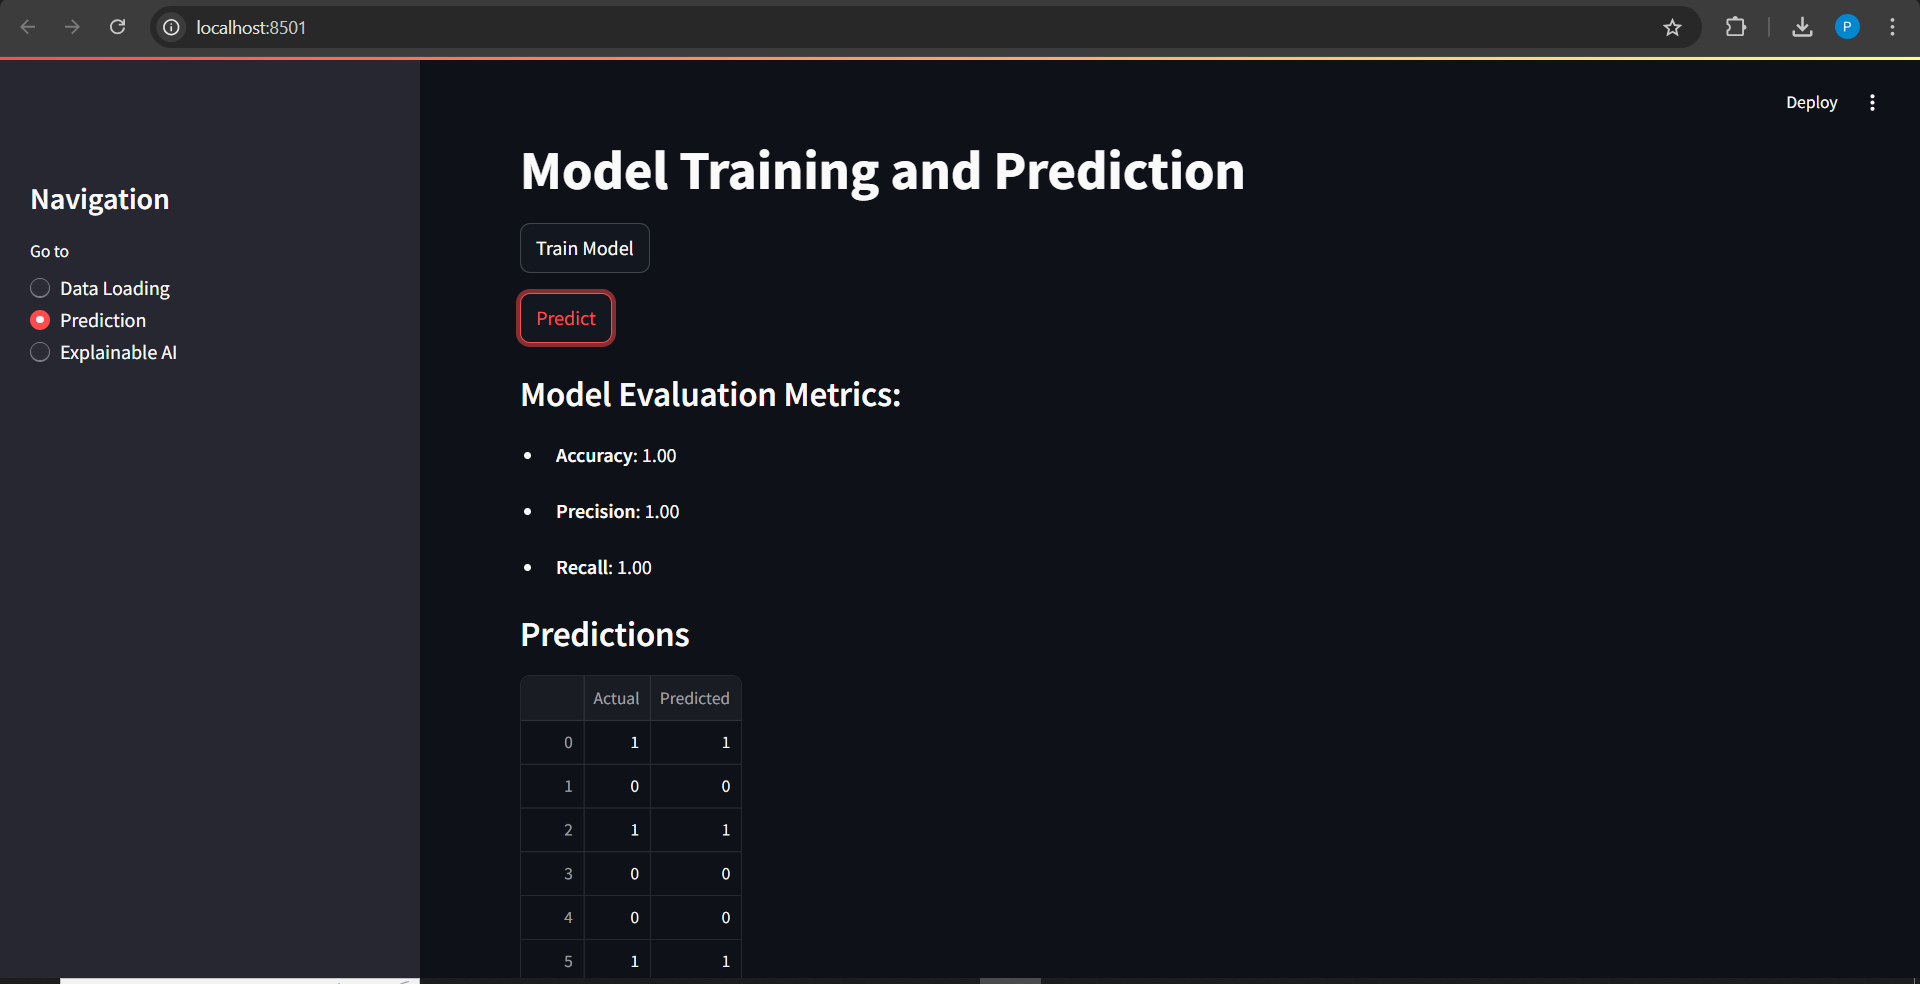 localhost:8501
P
Deploy
Navigation
Go to
Data Loading
Prediction
Explainable AI
Model Training and Prediction
Train Model
Predict
Model Evaluation Metrics:
Accuracy: 1.00
Precision: 1.00
Recall: 1.00
Predictions
Actual Predicted
0 1 1
1 0 0
2 1 1
3 0 0
4 0 0
5 1 1